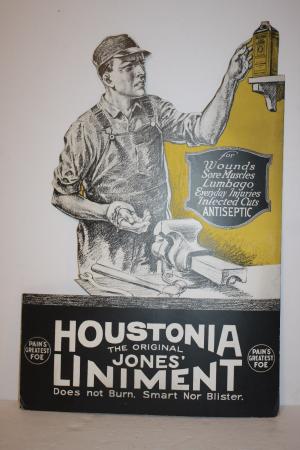 for
Wounds
Sore Muscles
Lumbago
Everyday Injuries
Infected Cuts
ANTISEPTIC
HOUSTONIA
THE ORIGINAL
JONES'
LINIMENT
PAIN'S
GREATEST
FOE
PAIN'S
GREATEST
FOE
Does not Burn, Smart Nor Blister.